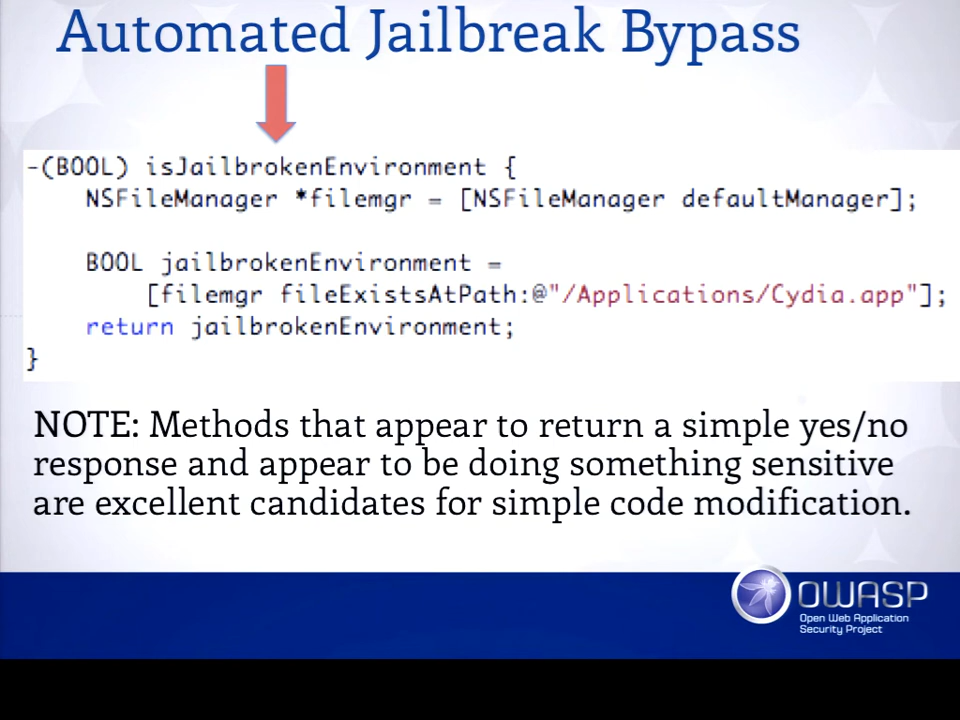 Automated Jailbreak Bypass
-(BOOL) isJailbrokenEnvironment {
NSFileManager *filemgr = [NSFileManager defaultManager];
BOOL jailbrokenEnvironment =
[filemgr fileExistsAtPath:@"/Applications/Cydia.app"];
return jailbrokenEnvironment;
}
NOTE: Methods that appear to return a simple yes/no
response and appear to be doing something sensitive
are excellent candidates for simple code modification.
OWASP
Open Web Application
Security Project